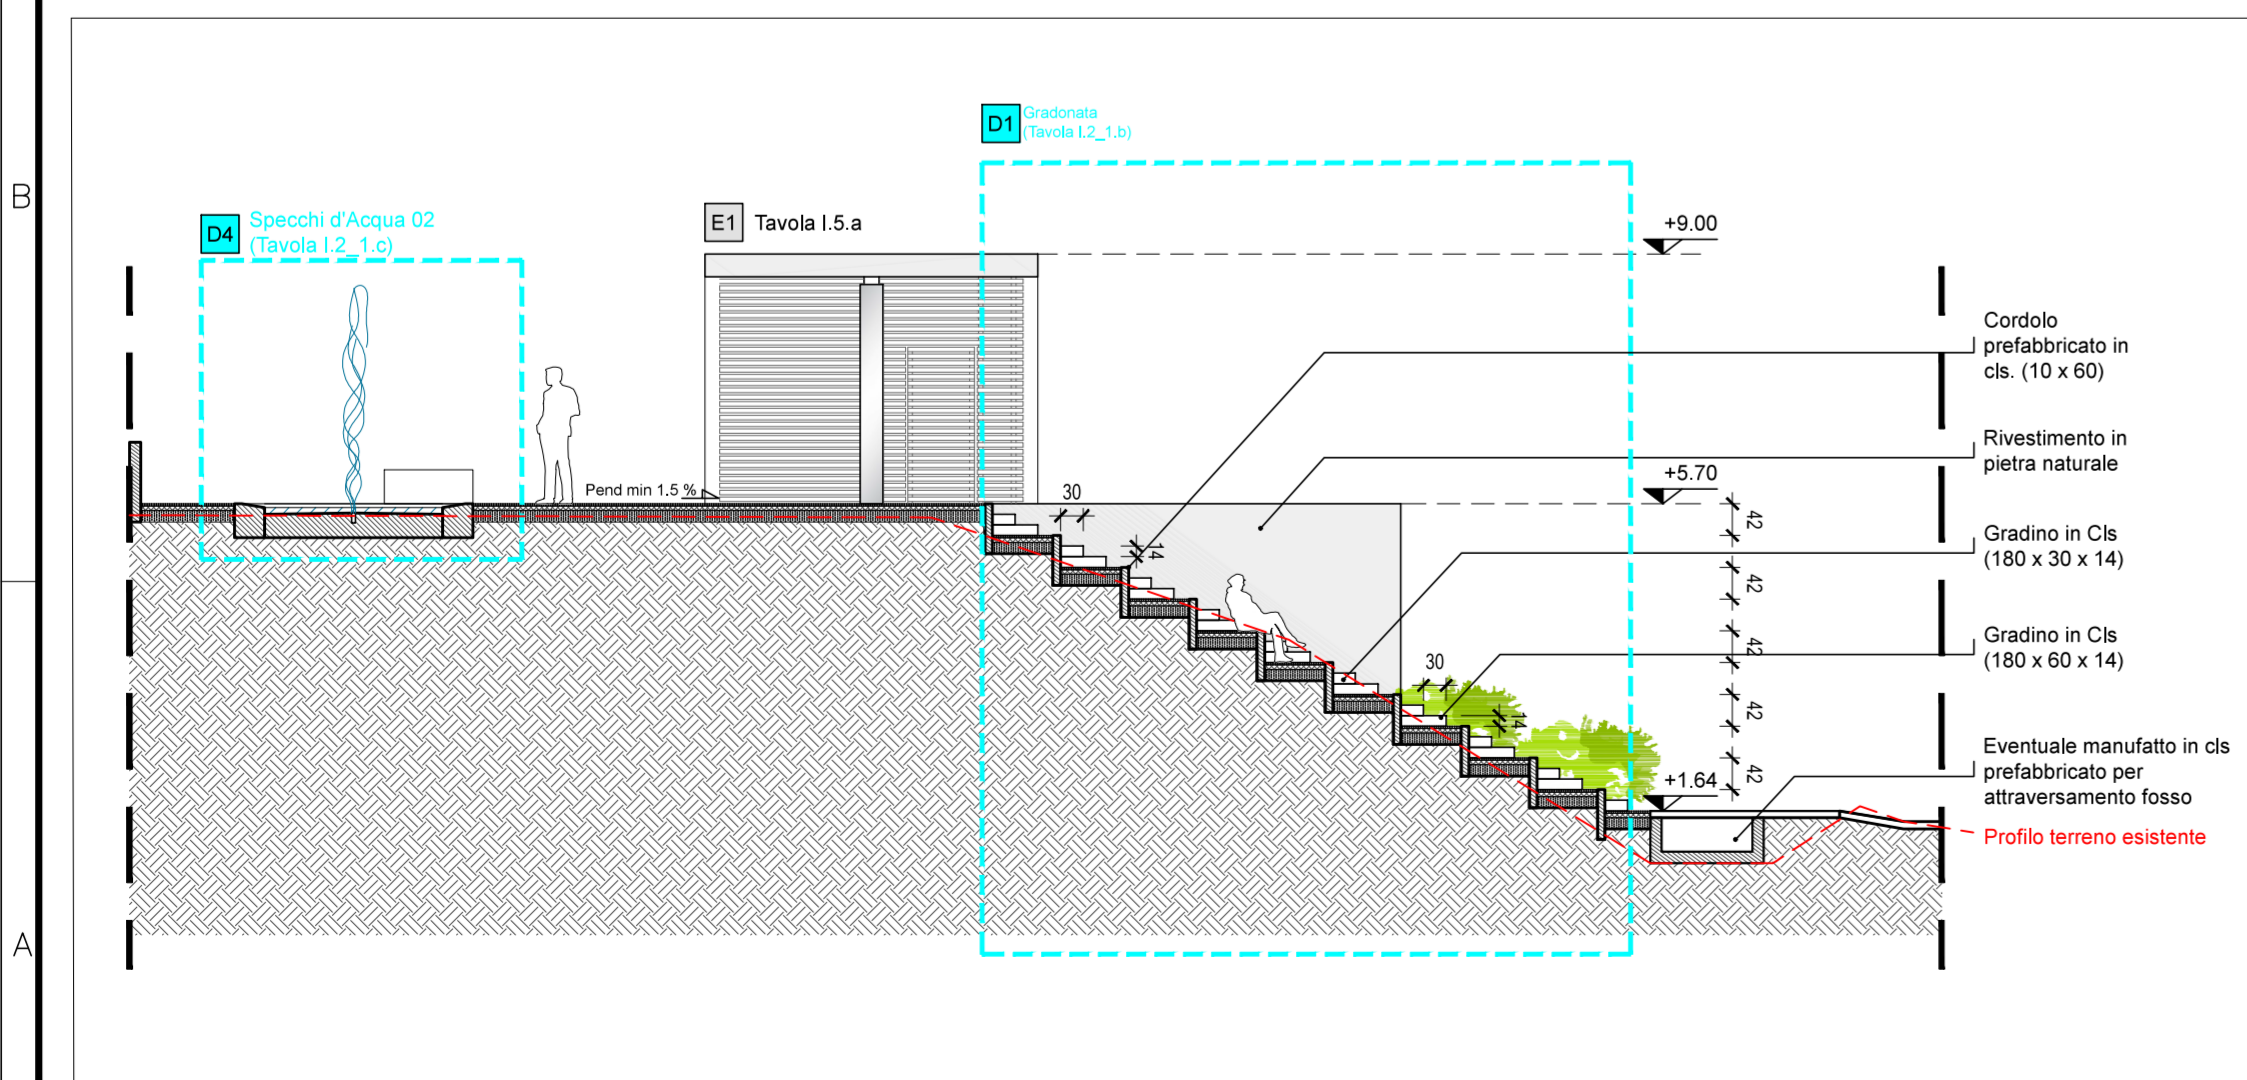 B
A
D1
Gradonata
(Tavola I.2_1.b)
D4
Specchi d'Acqua 02
(Tavola I.2_1.c)
E1
Tavola I.5.a
+9.00
Cordolo
prefabbricato in
cls. (10 x 60)
Rivestimento in
pietra naturale
+5.70
Pend min 1.5 %
30
14
42
42
42
42
42
Gradino in Cls
(180 x 30 x 14)
Gradino in Cls
(180 x 60 x 14)
30
14
+1.64
Eventuale manufatto in cls
prefabbricato per
attraversamento fosso
Profilo terreno esistente